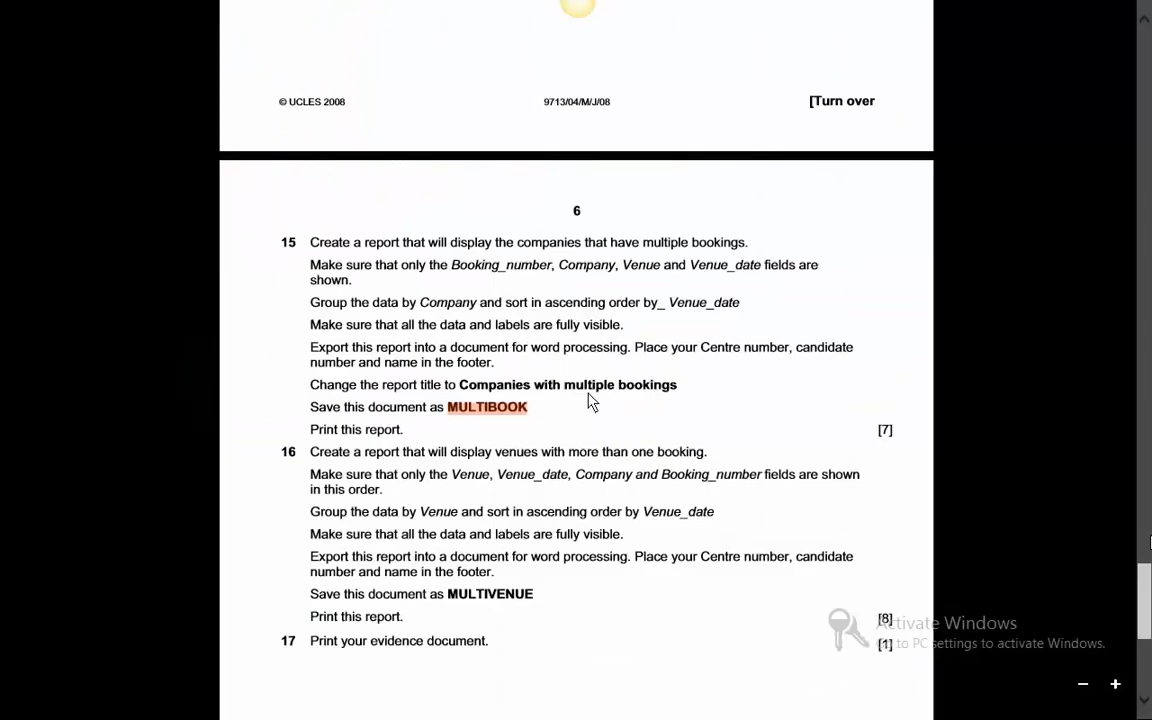 © UCLES 2008 9713/04/M/J/08 [Turn over
6
15 Create a report that will display the companies that have multiple bookings.
Make sure that only the Booking_number, Company, Venue and Venue_date fields are
shown.
Group the data by Company and sort in ascending order by_ Venue_date
Make sure that all the data and labels are fully visible.
Export this report into a document for word processing. Place your Centre number, candidate
number and name in the footer.
Change the report title to Companies with multiple bookings
Save this document as MULTIBOOK
Print this report. [7]
16 Create a report that will display venues with more than one booking.
Make sure that only the Venue, Venue_date, Company and Booking_number fields are shown
in this order.
Group the data by Venue and sort in ascending order by Venue_date
Make sure that all the data and labels are fully visible.
Export this report into a document for word processing. Place your Centre number, candidate
number and name in the footer.
Save this document as MULTIVENUE
Print this report. [8]
Activate Windows
Go to PC settings to activate Windows.
17 Print your evidence document. [1]